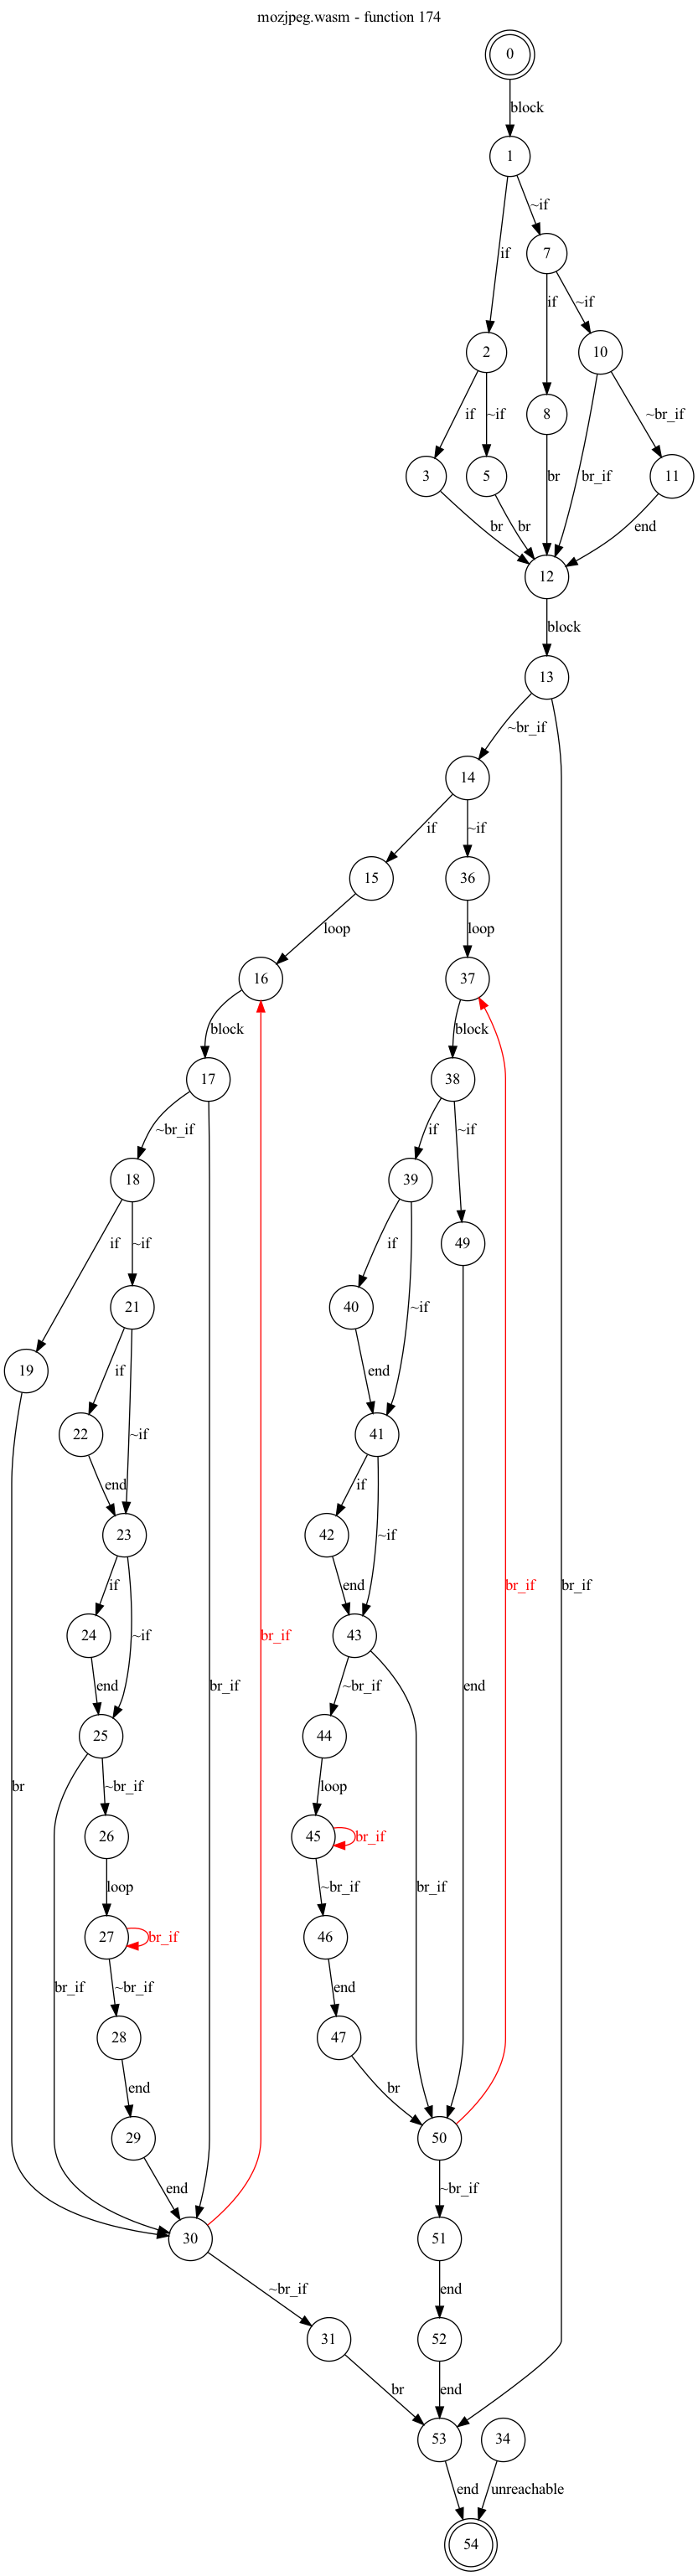 mozjpeg.wasm - function 174
0
block
1
~if
if
7
if
~if
2
10
if
~if
8
~br_if
3
5
br
br_if
11
br
br
end
12
block
13
~br_if
14
if
~if
15
36
loop
loop
16
37
block
block
17
38
~br_if
if
~if
18
39
if
~if
if
49
21
40
~if
19
if
end
22
~if
41
end
if
23
42
~if
if
end
br_if
br_if
24
~if
br_if
43
end
br_if
~br_if
end
25
44
br
~br_if
loop
26
45
br_if
loop
~br_if
br_if
27
br_if
46
br_if
~br_if
end
28
47
end
br
29
50
end
~br_if
30
51
~br_if
end
31
52
br
end
53
34
end
unreachable
54